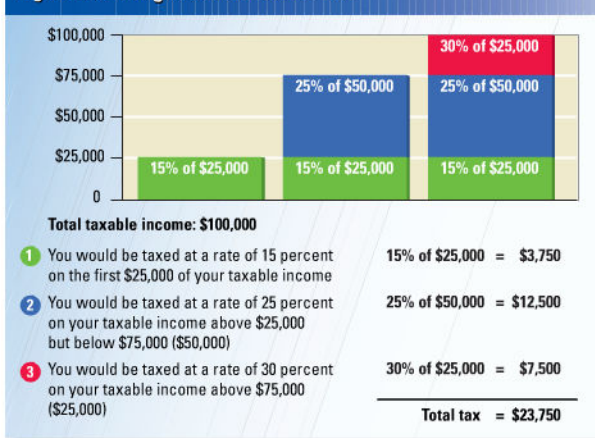 $100,000
30% of $25,000
$75,000
25% of $50,000
25% of $50,000
$50,000
$25,000
15% of $25,000
15% of $25,000
15% of $25,000
0
Total taxable income: $100,000
1 You would be taxed at a rate of 15 percent
on the first $25,000 of your taxable income
15% of $25,000 = $3,750
2 You would be taxed at a rate of 25 percent
on your taxable income above $25,000
but below $75,000 ($50,000)
25% of $50,000 = $12,500
3 You would be taxed at a rate of 30 percent
on your taxable income above $75,000
($25,000)
30% of $25,000 = $7,500
Total tax = $23,750